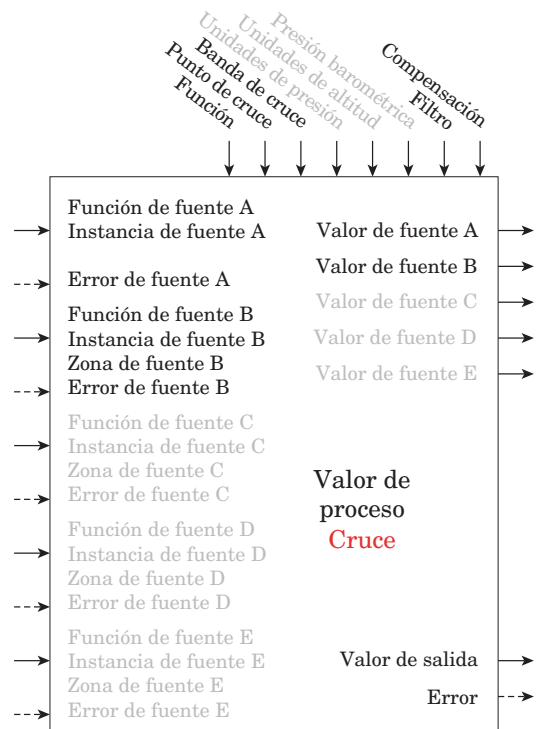 Función
Punto de cruce
Banda de cruce
Unidades de presión
Unidades de altitud
Presión barométrica
Filtro
Compensación
Función de fuente A
Instancia de fuente A
Error de fuente A
Función de fuente B
Instancia de fuente B
Zona de fuente B
Error de fuente B
Función de fuente C
Instancia de fuente C
Zona de fuente C
Error de fuente C
Función de fuente D
Instancia de fuente D
Zona de fuente D
Error de fuente D
Función de fuente E
Instancia de fuente E
Zona de fuente E
Error de fuente E
Valor de fuente A
Valor de fuente B
Valor de fuente C
Valor de fuente D
Valor de fuente E
Valor de
proceso
Cruce
Valor de salida
Error